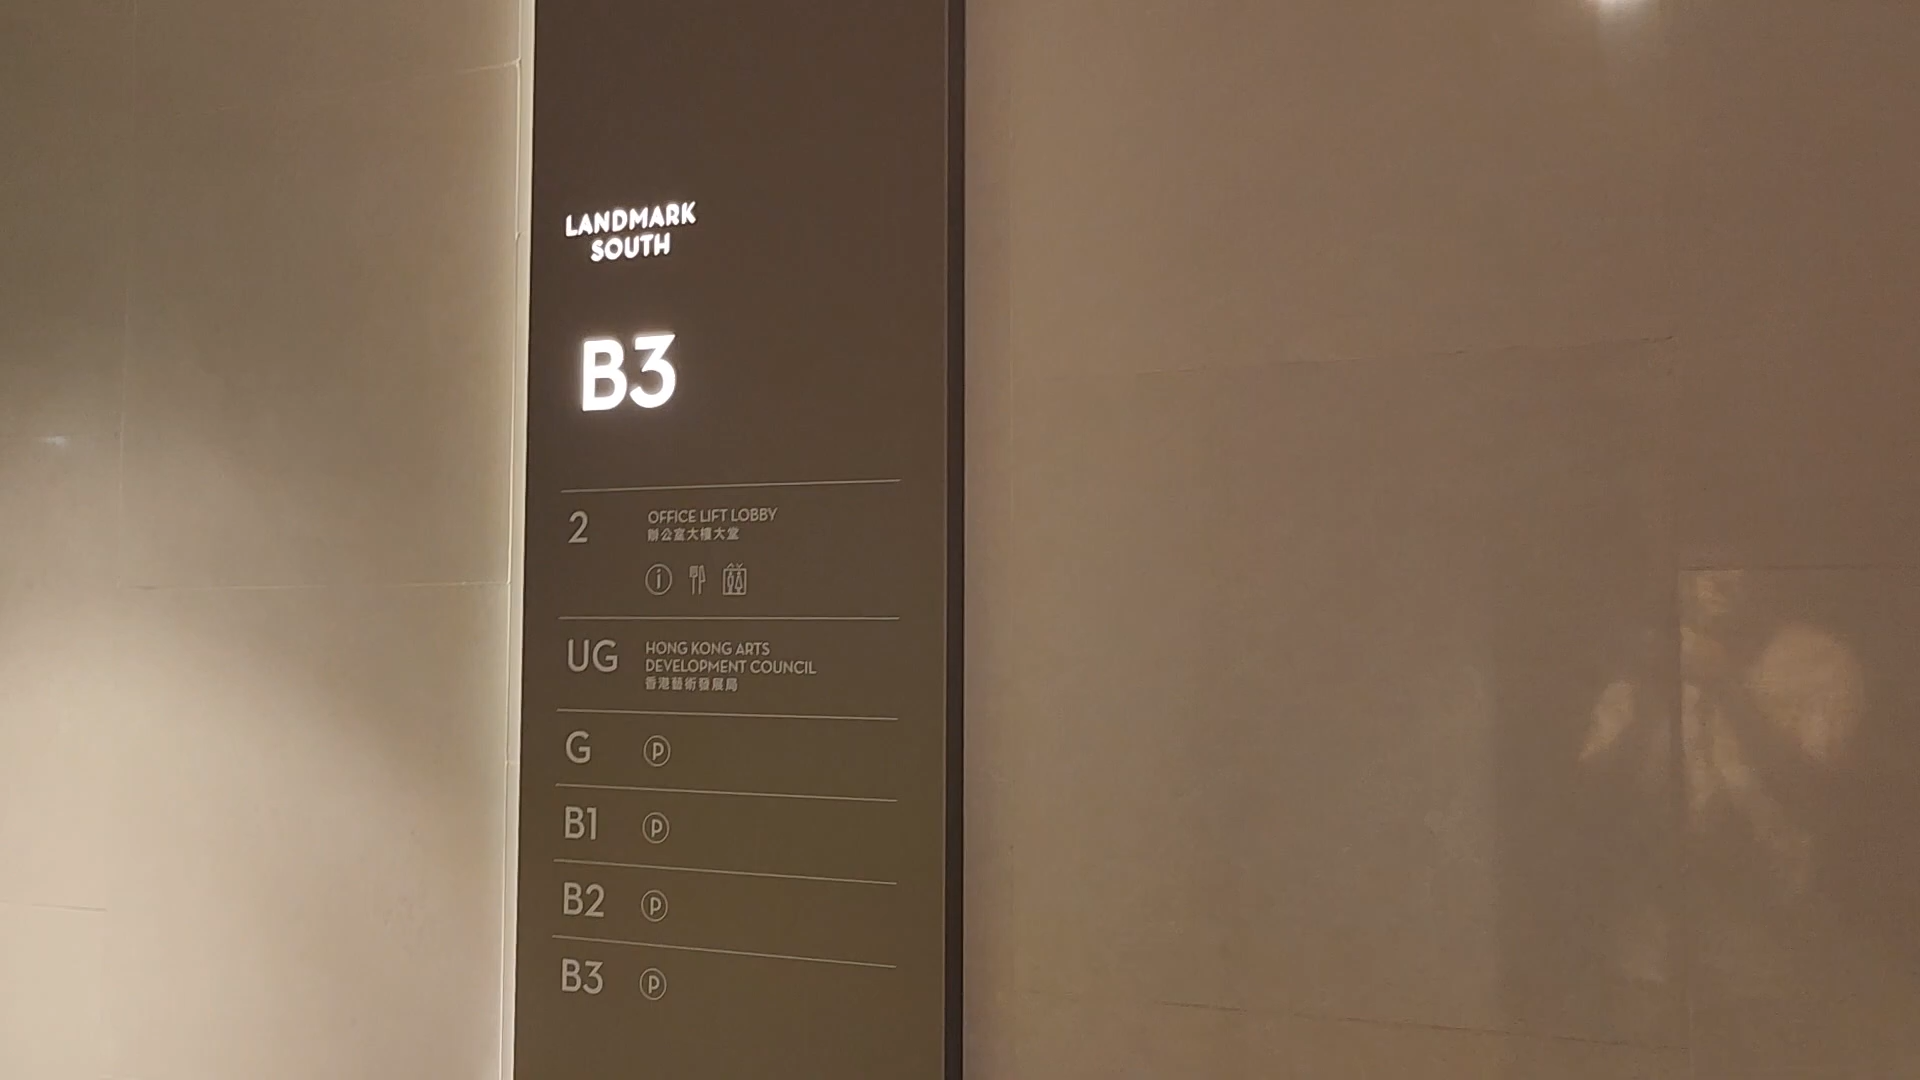 LANDMARK
SOUTH
B3
2 OFFICE LIFT LOBBY
辦公室大樓大堂
UG HONG KONG ARTS
DEVELOPMENT COUNCIL
香港藝術發展局
G P
B1 P
B2 P
B3 P